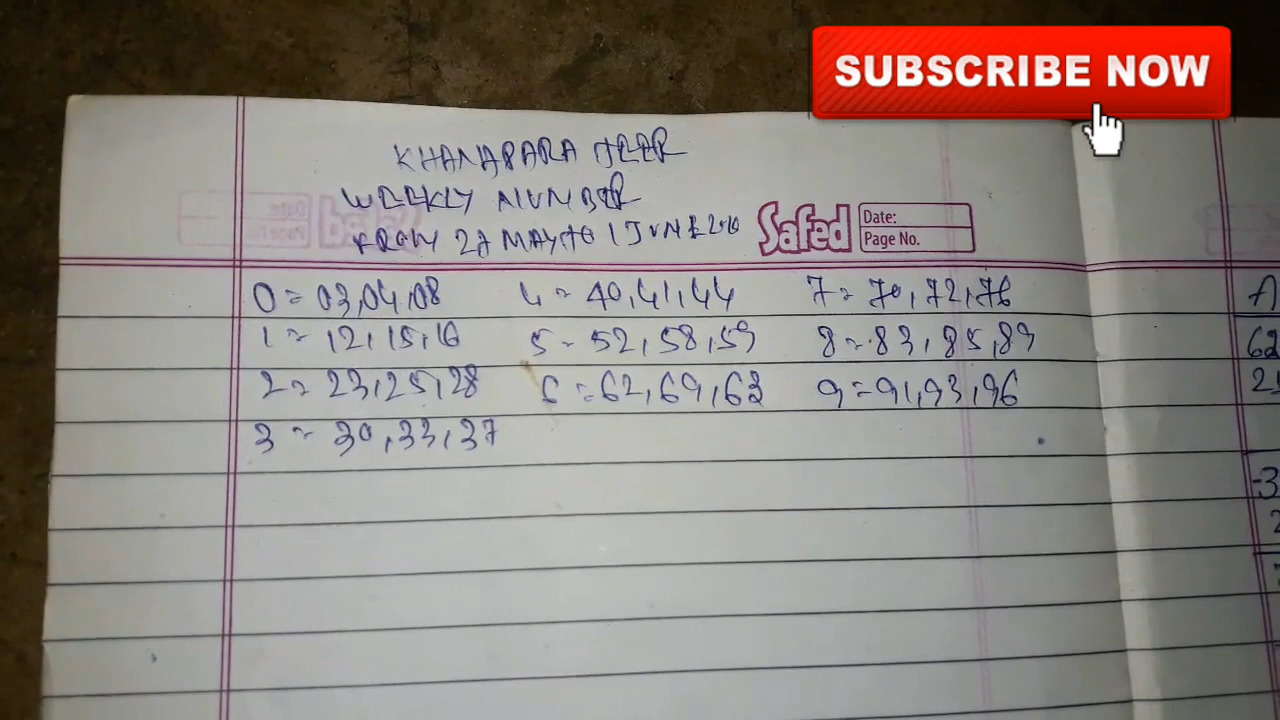 SUBSCRIBE NOW
KHANAPARA TEER
WEEKLY NUMBER
FROM 27 MAY TO 1 JUNE
Safed
Date:
Page No.
0 = 03,04,08 4 = 40,41,44 7 = 70,72,76
1 = 12,15,16 5 - 52,58,59 8 = 83,85,89
2 = 23,25,28 6 = 62,69,63 9 = 91,93,96
3 = 30,33,37
A
62